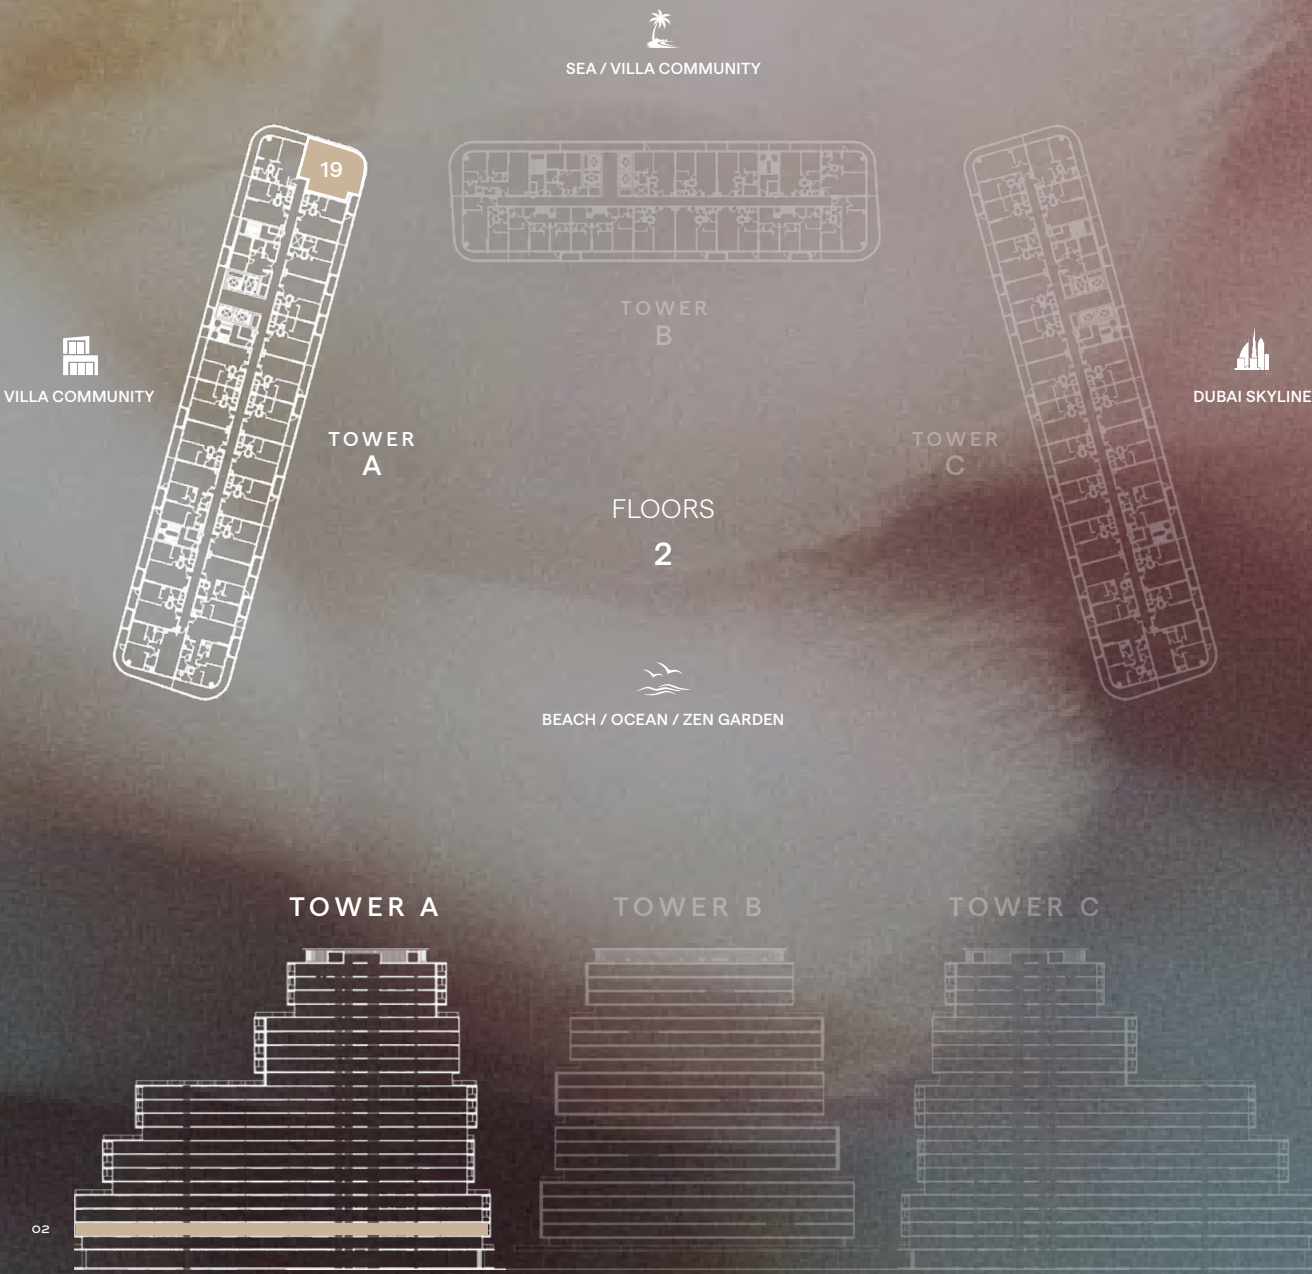 SEA / VILLA COMMUNITY
19
TOWER
B
VILLA COMMUNITY
DUBAI SKYLINE
TOWER
A
TOWER
C
FLOORS
2
BEACH / OCEAN / ZEN GARDEN
TOWER A
TOWER B
TOWER C
02